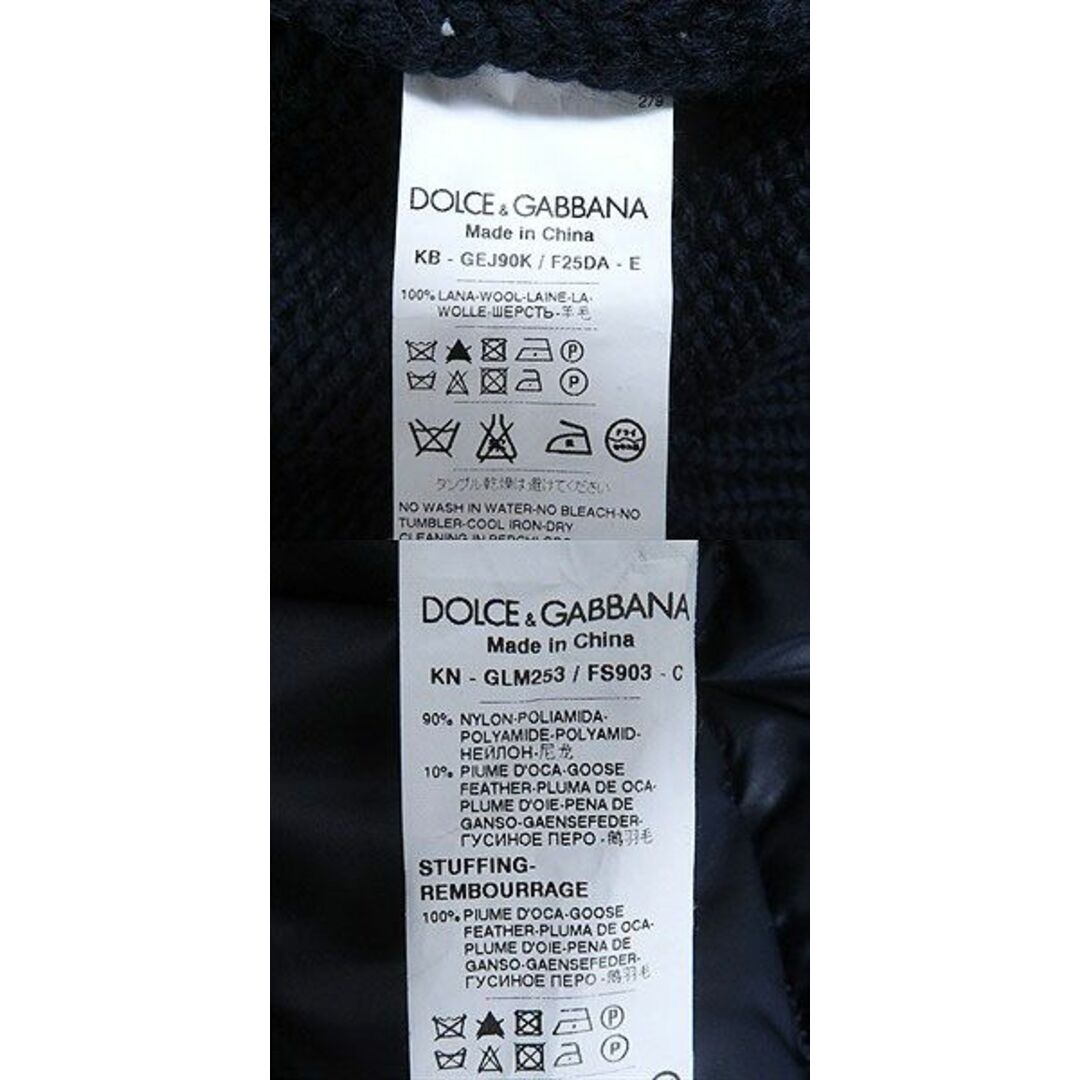 279
DOLCE & GABBANA
Made in China
KB - GEJ90K / F25DA - E
100% LANA-WOOL-LAINE-LA-
WOLLE-ШЕРСТЬ-羊毛
P
P
ドライ
タンブル乾燥は避けてください
NO WASH IN WATER-NO BLEACH-NO
TUMBLER-COOL IRON-DRY
CLEANING IN
DOLCE & GABBANA
Made in China
KN - GLM253 / FS903 - C
90% NYLON-POLIAMIDA-
POLYAMIDE-POLYAMID-
НЕЙЛОН-尼龙
10% PIUME D'OCA-GOOSE
FEATHER-PLUMA DE OCA-
PLUME D'OIE-PENA DE
GANSO-GAENSEFEDER-
ГУСИНОЕ ПЕРО-鹅羽毛
STUFFING-
REMBOURRAGE
100% PIUME D'OCA-GOOSE
FEATHER-PLUMA DE OCA-
PLUME D'OIE-PENA DE
GANSO-GAENSEFEDER-
ГУСИНОЕ ПЕРО-鹅羽毛
P
P